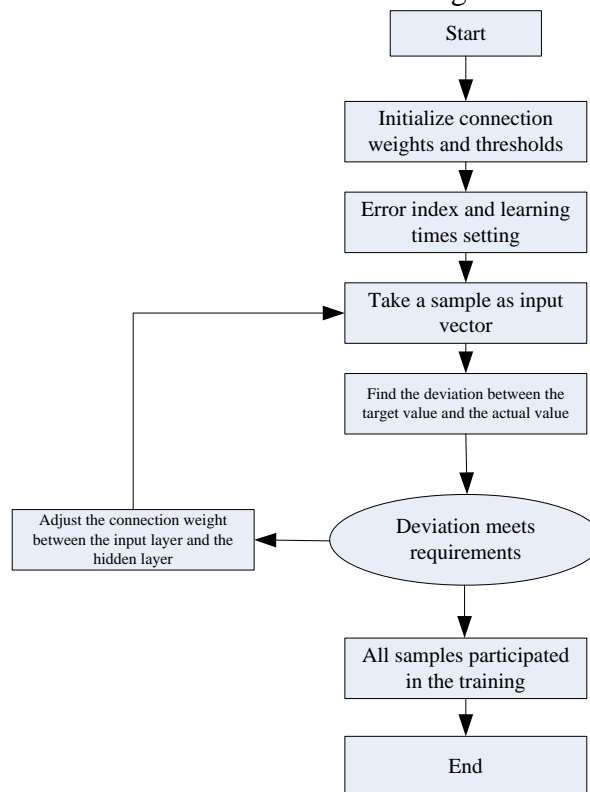 Start
Initialize connection
weights and thresholds
Error index and learning
times setting
Take a sample as input
vector
Find the deviation between the
target value and the actual value
Deviation meets
requirements
Adjust the connection weight
between the input layer and the
hidden layer
All samples participated
in the training
End